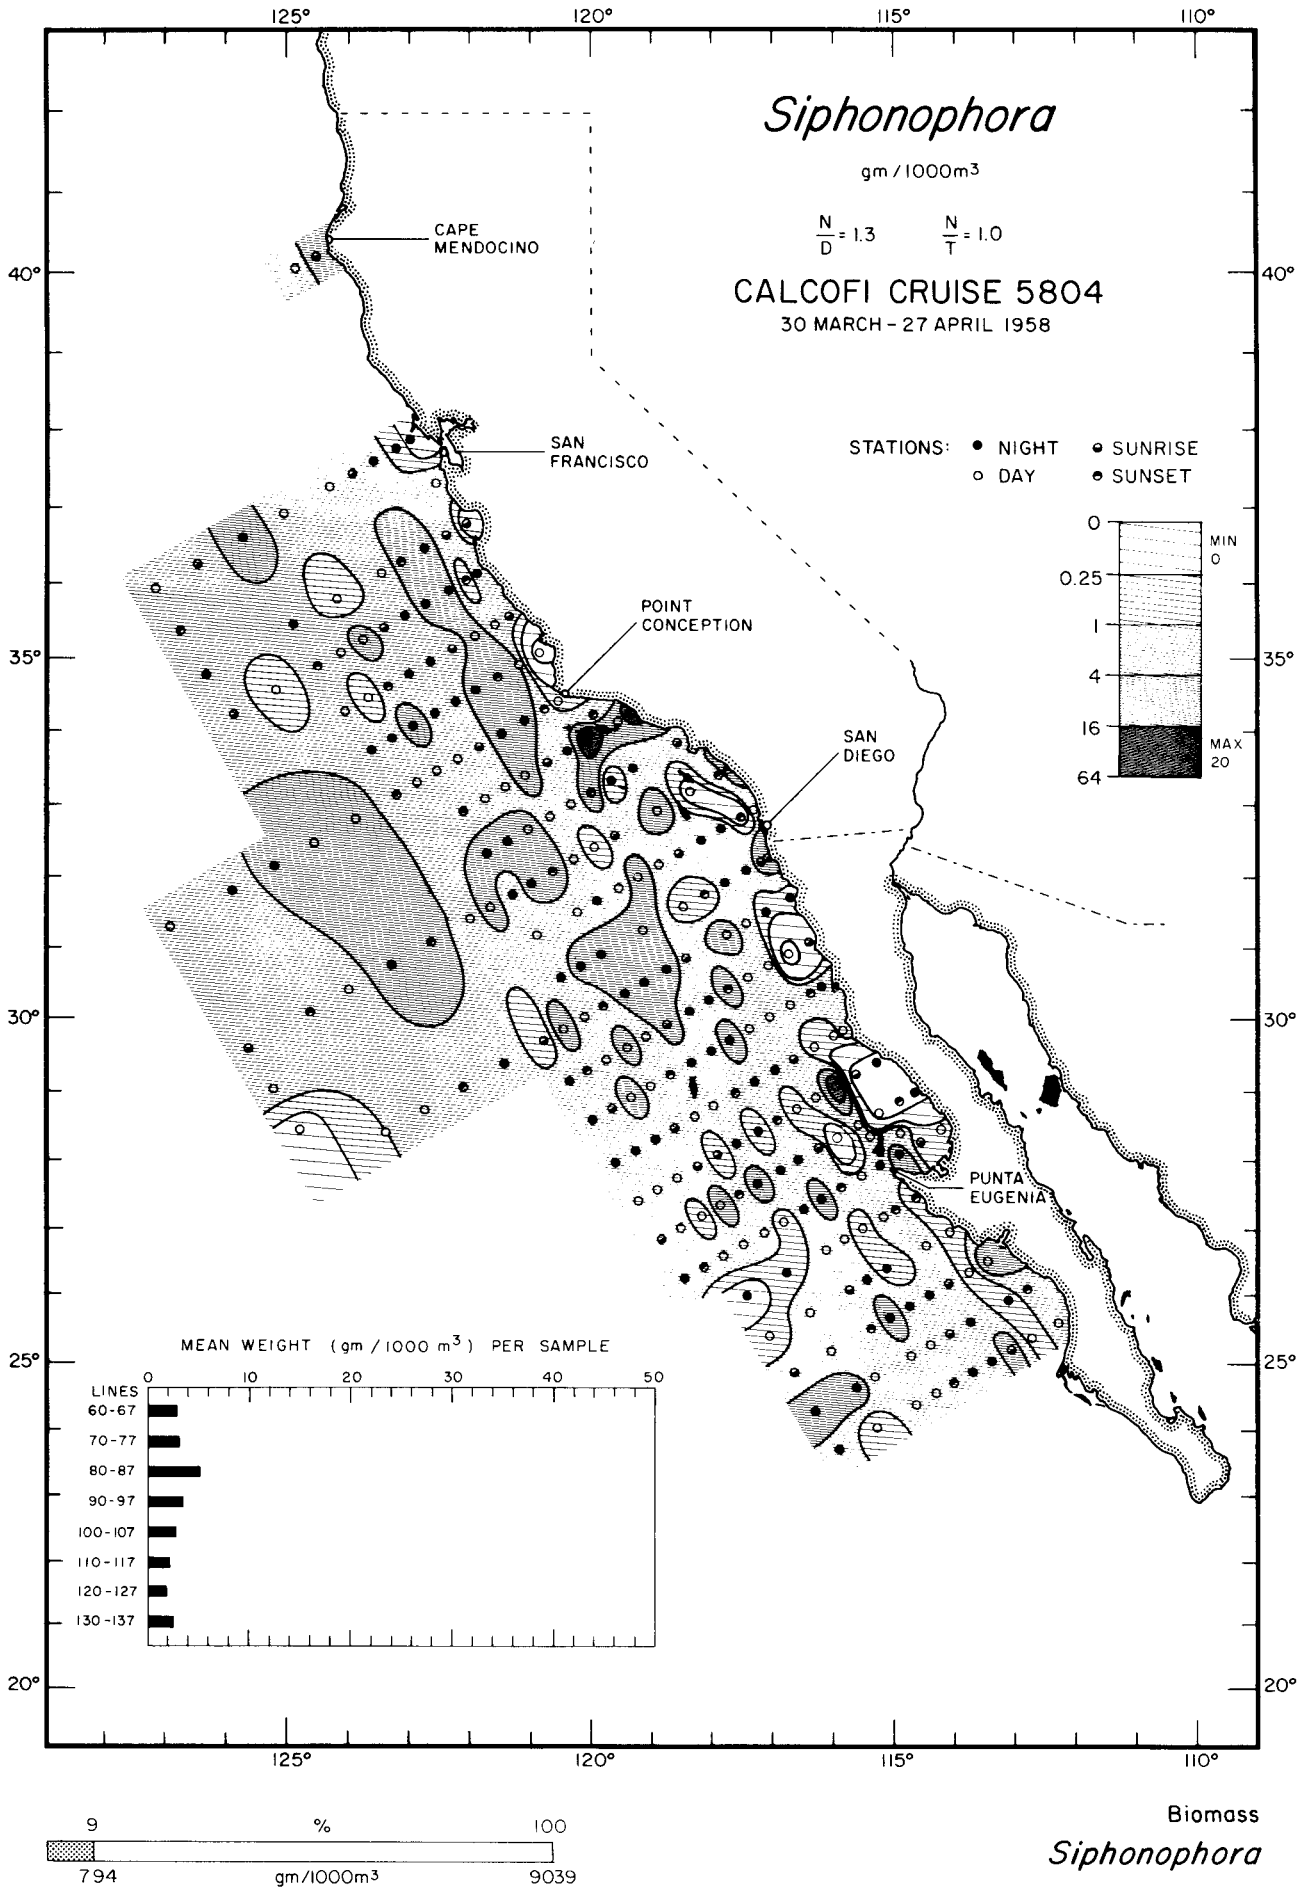 125° 120° 115° 110°
Siphonophora
gm/1000m³
N/D = 1.3 N/T = 1.0
CALCOFI CRUISE 5804
30 MARCH – 27 APRIL 1958
CAPE
MENDOCINO
40° 40°
SAN
FRANCISCO
STATIONS: ● NIGHT SUNRISE
○ DAY SUNSET
0
MIN
0
0.25
1
4
16
MAX
20
64
POINT
CONCEPTION
35° 35°
SAN
DIEGO
30° 30°
PUNTA
EUGENIA
25° 25°
MEAN WEIGHT (gm/1000 m³) PER SAMPLE
LINES 0 10 20 30 40 50
60-67
70-77
80-87
90-97
100-107
110-117
120-127
130-137
20° 20°
125° 120° 115° 110°
9 % 100
794 gm/1000m³ 9039
Biomass
Siphonophora